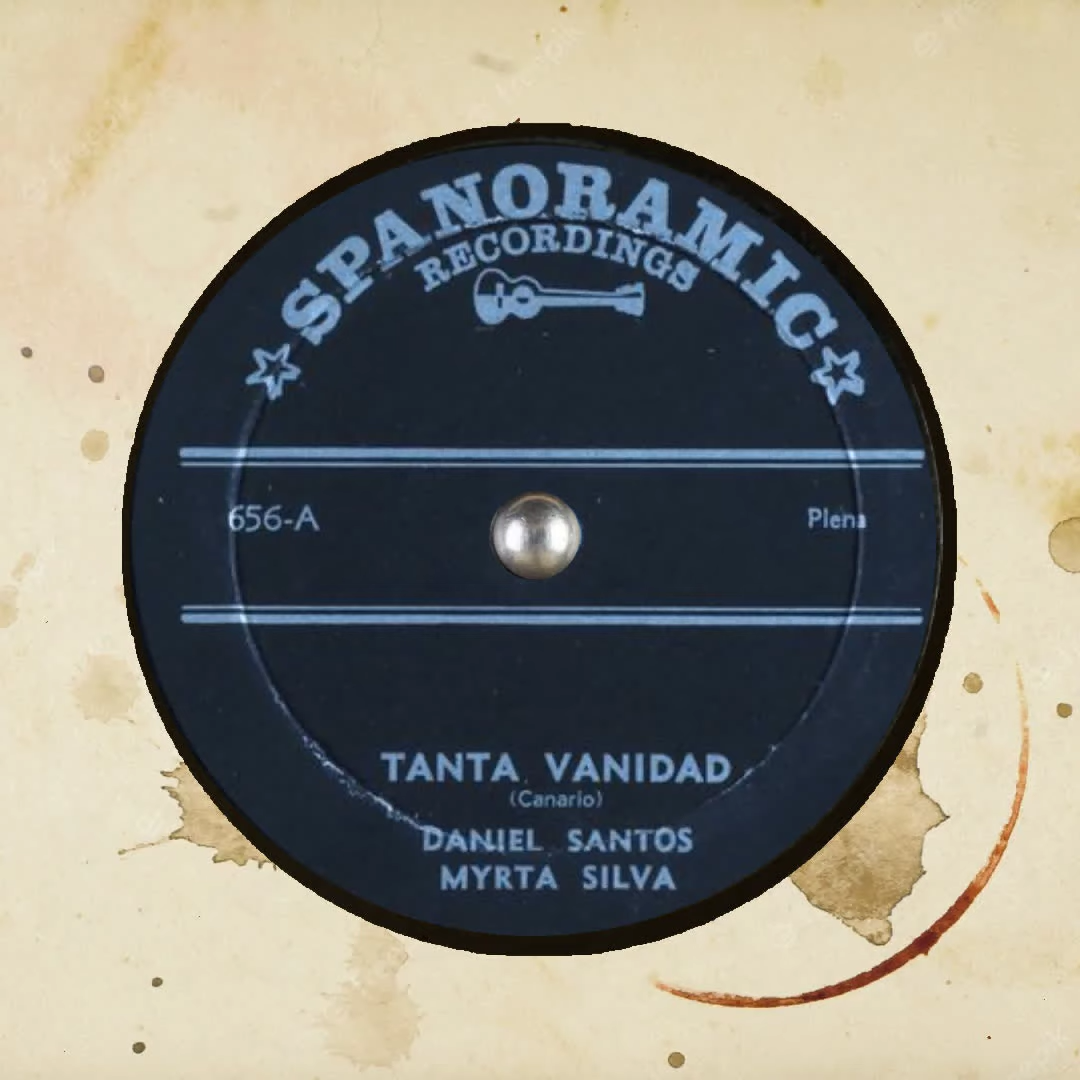 SPANORAMIC
RECORDINGS
656-A
Plena
TANTA VANIDAD
(Canario)
DANIEL SANTOS
MYRTA SILVA